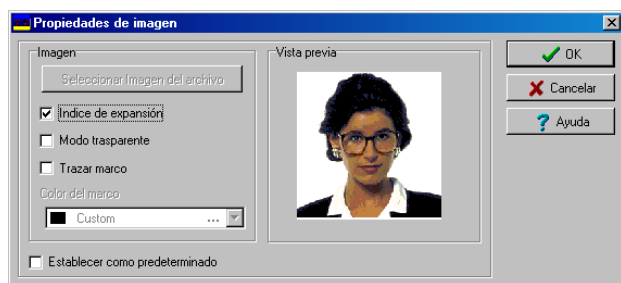 Propiedades de imagen
Imagen
Seleccionar Imagen del archivo
Indice de expansión
Modo trasparente
Trazar marco
Color del marco
Custom ...
Establecer como predeterminado
Vista previa
OK
Cancelar
Ayuda